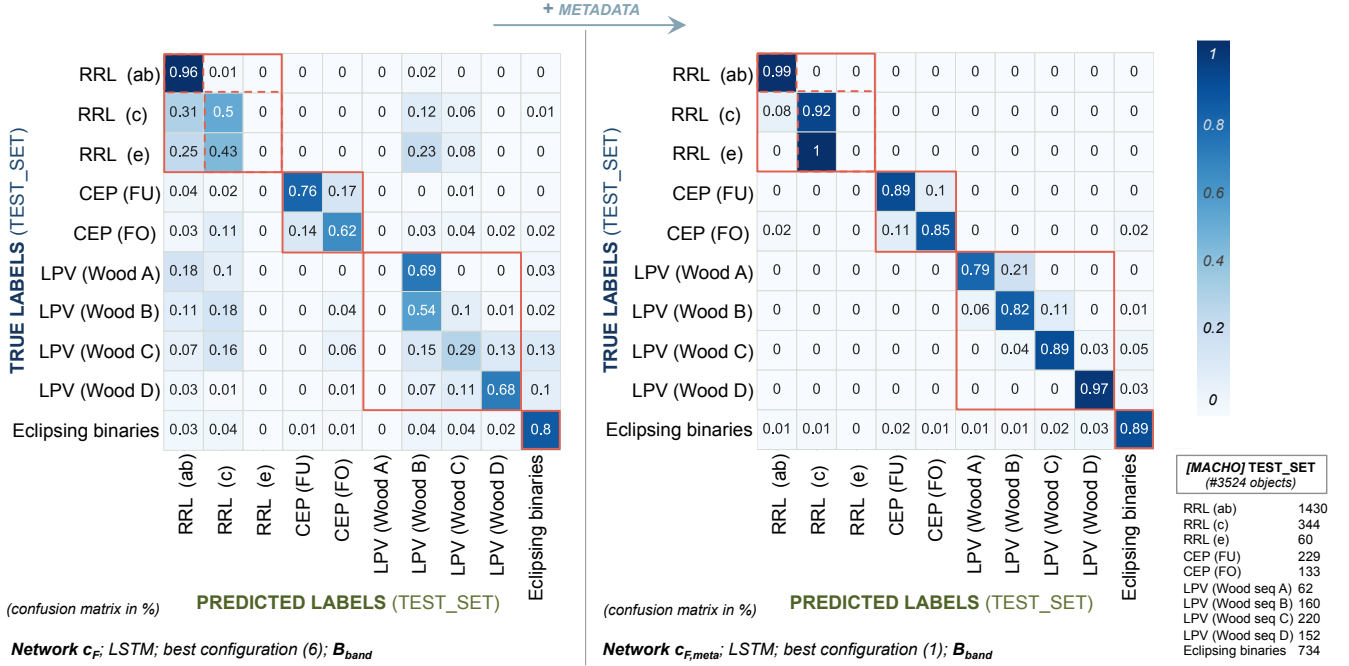 + METADATA
RRL (ab) 0.96 0.01 0 0 0 0 0.02 0 0 0
RRL (c) 0.31 0.5 0 0 0 0 0.12 0.06 0 0.01
RRL (e) 0.25 0.43 0 0 0 0 0.23 0.08 0 0
CEP (FU) 0.04 0.02 0 0.76 0.17 0 0 0.01 0 0
CEP (FO) 0.03 0.11 0 0.14 0.62 0 0.03 0.04 0.02 0.02
LPV (Wood A) 0.18 0.1 0 0 0 0 0.69 0 0 0.03
LPV (Wood B) 0.11 0.18 0 0 0.04 0 0.54 0.1 0.01 0.02
LPV (Wood C) 0.07 0.16 0 0 0.06 0 0.15 0.29 0.13 0.13
LPV (Wood D) 0.03 0.01 0 0 0.01 0 0.07 0.11 0.68 0.1
Eclipsing binaries 0.03 0.04 0 0.01 0.01 0 0.04 0.04 0.02 0.8
TRUE LABELS (TEST_SET)
RRL (ab)
RRL (c)
RRL (e)
CEP (FU)
CEP (FO)
LPV (Wood A)
LPV (Wood B)
LPV (Wood C)
LPV (Wood D)
Eclipsing binaries
PREDICTED LABELS (TEST_SET)
(confusion matrix in %)
Network cF; LSTM; best configuration (6); Bband
RRL (ab) 0.99 0 0 0 0 0 0 0 0 0
RRL (c) 0.08 0.92 0 0 0 0 0 0 0 0
RRL (e) 0 1 0 0 0 0 0 0 0 0
CEP (FU) 0 0 0 0.89 0.1 0 0 0 0 0
CEP (FO) 0.02 0 0 0.11 0.85 0 0 0 0 0.02
LPV (Wood A) 0 0 0 0 0 0.79 0.21 0 0 0
LPV (Wood B) 0 0 0 0 0 0.06 0.82 0.11 0 0.01
LPV (Wood C) 0 0 0 0 0 0 0.04 0.89 0.03 0.05
LPV (Wood D) 0 0 0 0 0 0 0 0 0.97 0.03
Eclipsing binaries 0.01 0.01 0 0.02 0.01 0.01 0.01 0.02 0.03 0.89
TRUE LABELS (TEST_SET)
RRL (ab)
RRL (c)
RRL (e)
CEP (FU)
CEP (FO)
LPV (Wood A)
LPV (Wood B)
LPV (Wood C)
LPV (Wood D)
Eclipsing binaries
PREDICTED LABELS (TEST_SET)
(confusion matrix in %)
Network cF,meta; LSTM; best configuration (1); Bband
1
0.8
0.6
0.4
0.2
0
[MACHO] TEST_SET
(#3524 objects)
RRL (ab) 1430
RRL (c) 344
RRL (e) 60
CEP (FU) 229
CEP (FO) 133
LPV (Wood seq A) 62
LPV (Wood seq B) 160
LPV (Wood seq C) 220
LPV (Wood seq D) 152
Eclipsing binaries 734